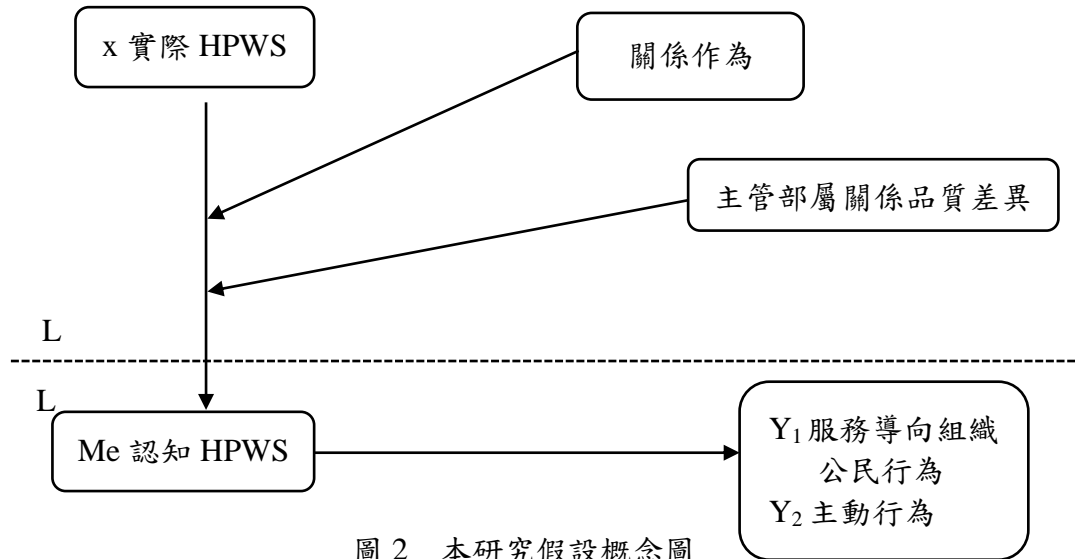 x 實際 HPWS
關係作為
主管部屬關係品質差異
L
L
Me 認知 HPWS
Y₁ 服務導向組織
公民行為
Y₂ 主動行為
圖 2 本研究假設概念圖